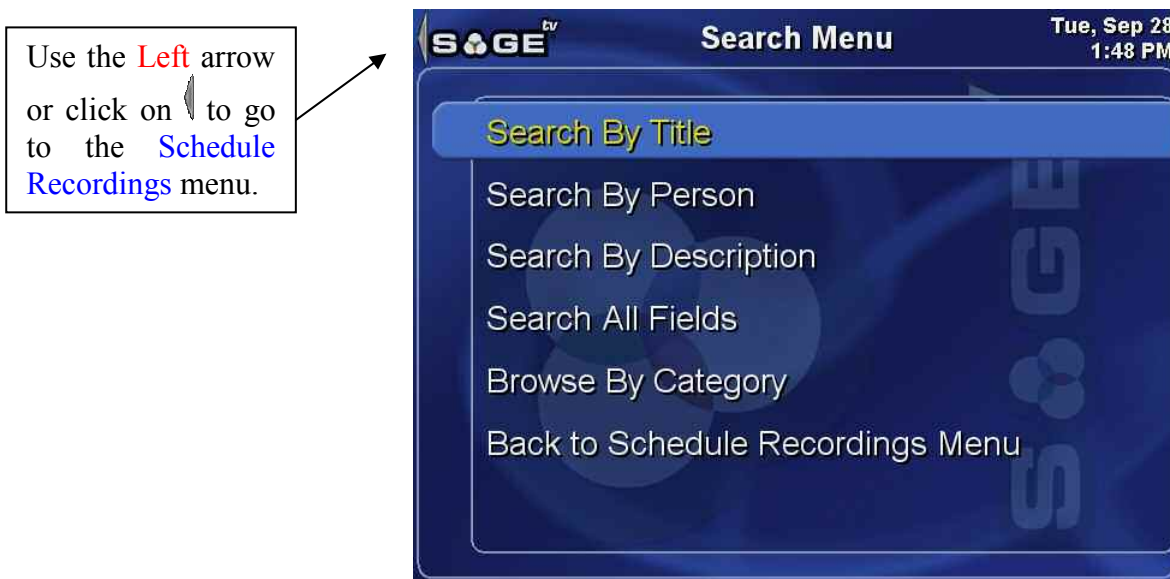 Use the Left arrow
or click on to go
to the Schedule
Recordings menu.
SAGE tv
Search Menu
Tue, Sep 28
1:48 PM
Search By Title
Search By Person
Search By Description
Search All Fields
Browse By Category
Back to Schedule Recordings Menu
SAGE